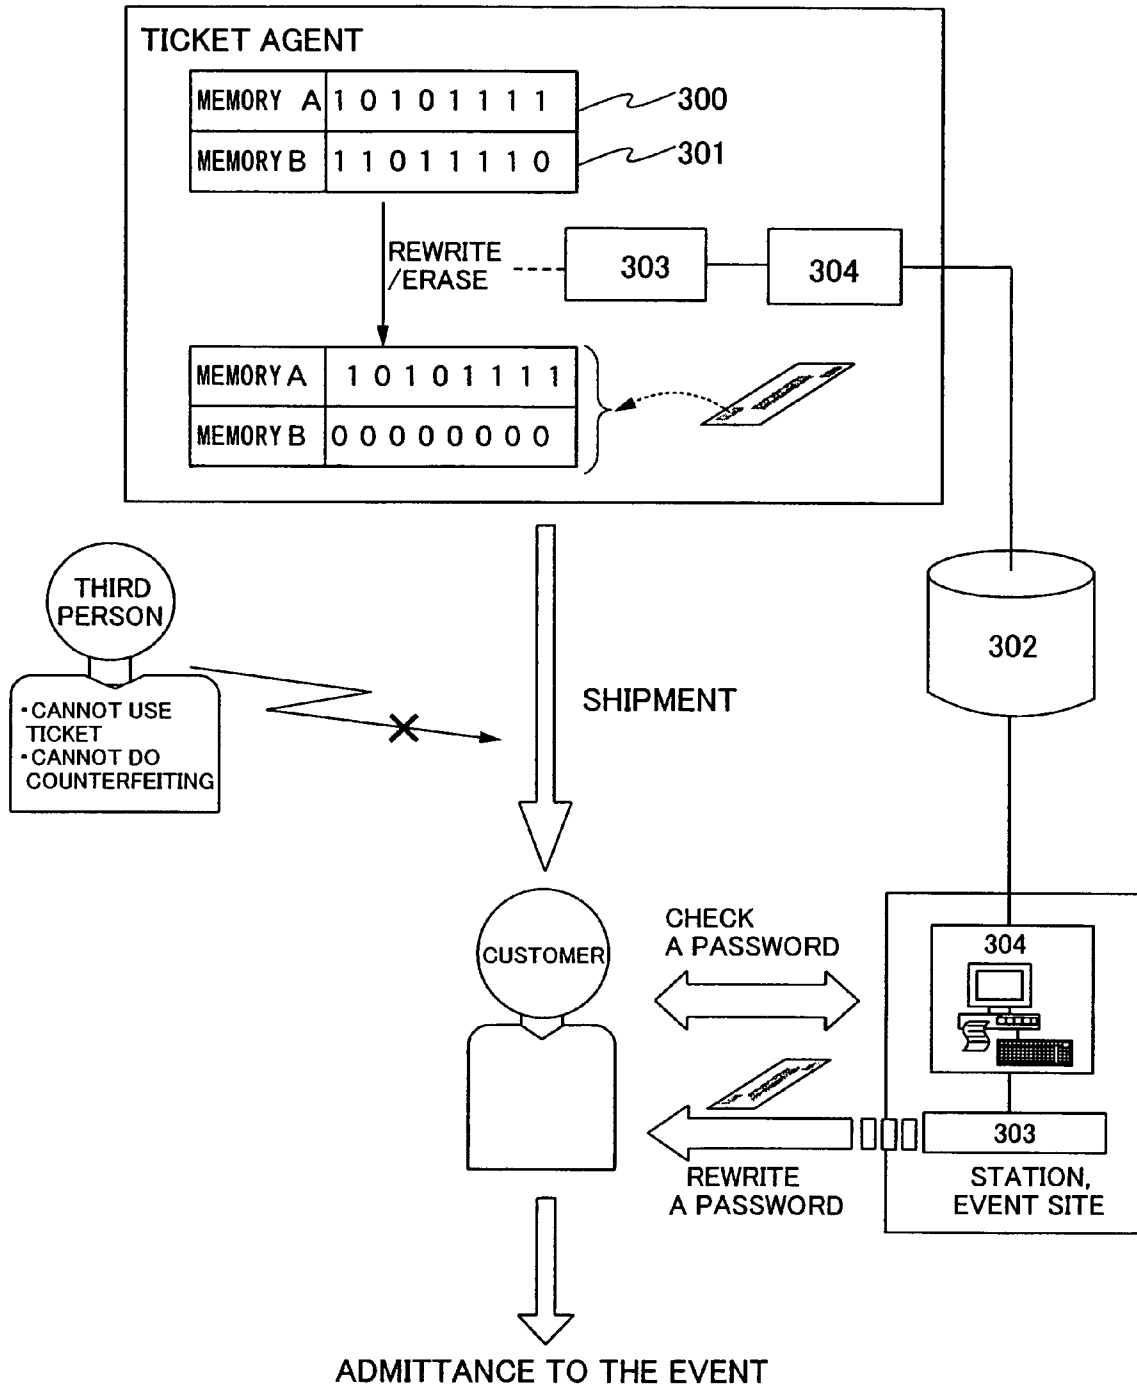 TICKET AGENT
MEMORY A 1 0 1 0 1 1 1 1
300
MEMORY B 1 1 0 1 1 1 1 0
301
REWRITE
/ERASE
303
304
MEMORY A 1 0 1 0 1 1 1 1
MEMORY B 0 0 0 0 0 0 0 0
THIRD
PERSON
302
・CANNOT USE
TICKET
・CANNOT DO
COUNTERFEITING
SHIPMENT
CHECK
A PASSWORD
304
CUSTOMER
303
REWRITE
A PASSWORD
STATION,
EVENT SITE
ADMITTANCE TO THE EVENT